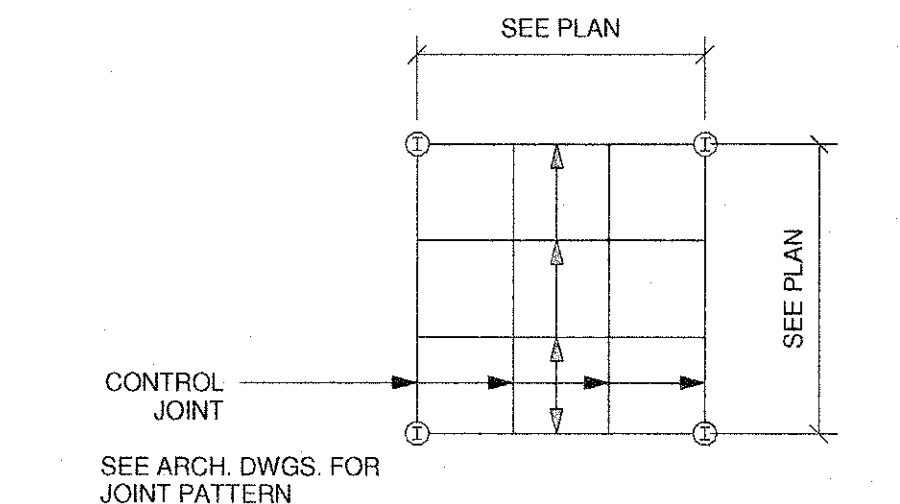 SEE PLAN
I I
SEE PLAN
CONTROL
JOINT
I I
SEE ARCH. DWGS. FOR
JOINT PATTERN